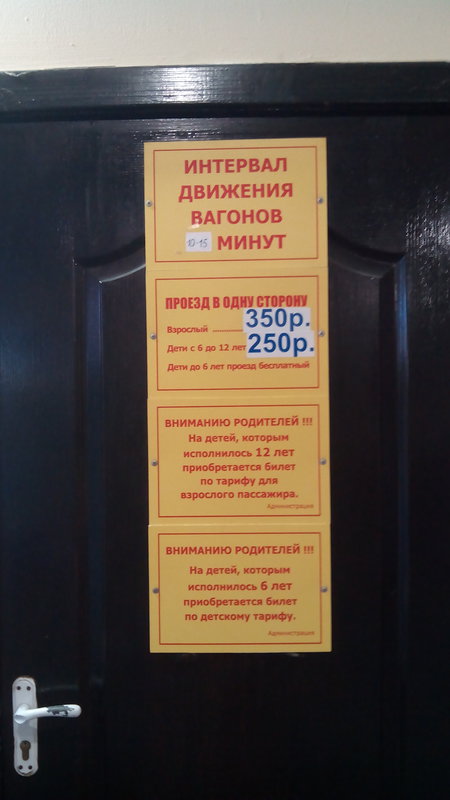 ИНТЕРВАЛ
ДВИЖЕНИЯ
ВАГОНОВ
10-15 МИНУТ
ПРОЕЗД В ОДНУ СТОРОНУ
Взрослый .............. 350р.
Дети с 6 до 12 лет 250р.
Дети до 6 лет проезд бесплатный
ВНИМАНИЮ РОДИТЕЛЕЙ !!!
На детей, которым
исполнилось 12 лет
приобретается билет
по тарифу для
взрослого пассажира.
Администрация
ВНИМАНИЮ РОДИТЕЛЕЙ !!!
На детей, которым
исполнилось 6 лет
приобретается билет
по детскому тарифу.
Администрация